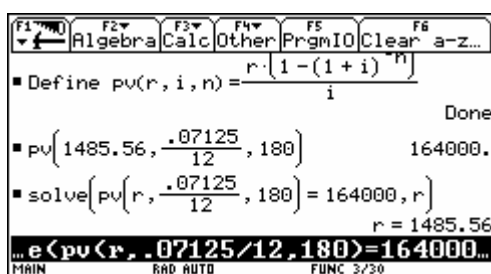 F1 F2 F3 F4 F5 F6
Algebra Calc Other PrgmIO Clear a-z…
▪ Define pv(r,i,n)=r·(1-(1+i)^-n)/i
Done
▪ pv(1485.56,.07125/12,180) 164000.
▪ solve(pv(r,.07125/12,180)=164000,r)
r = 1485.56
…e(pv(r,.07125/12,180)=164000…
MAIN RAD AUTO FUNC 3/30